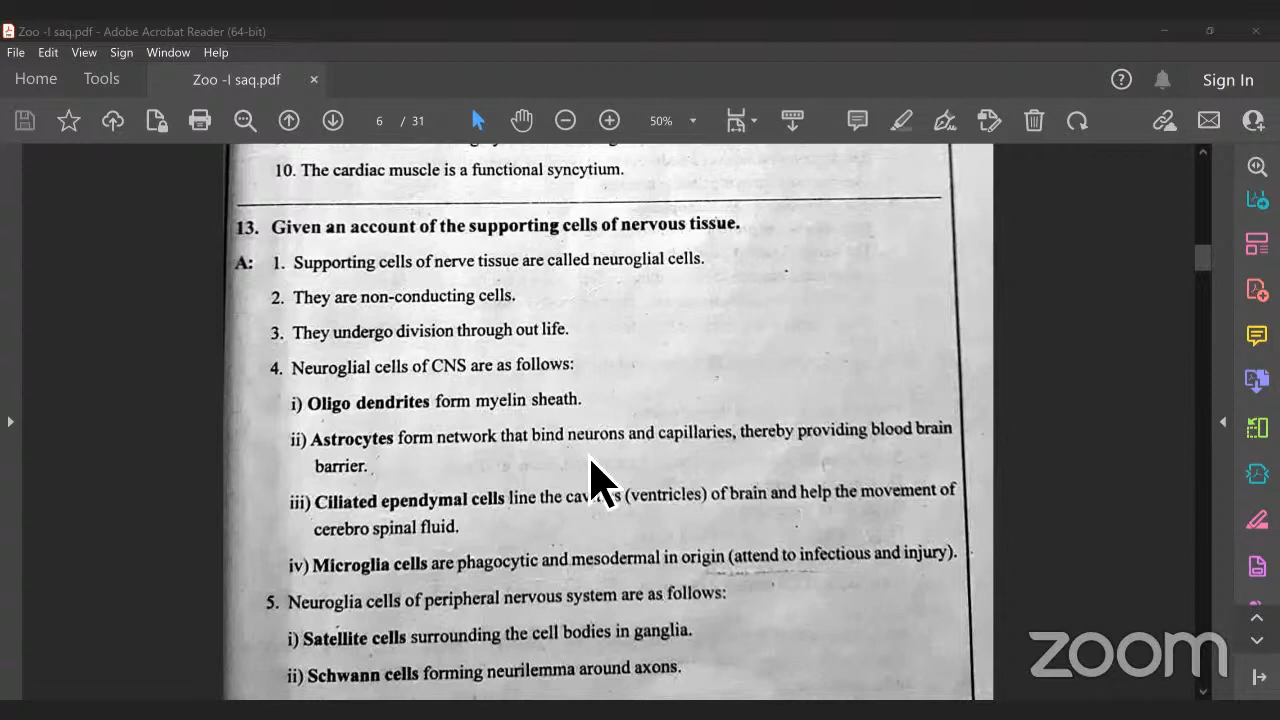 Zoo -I saq.pdf - Adobe Acrobat Reader (64-bit)
File Edit View Sign Window Help
Home Tools Zoo -I saq.pdf × Sign In
6 / 31 50%
10. The cardiac muscle is a functional syncytium.
13. Given an account of the supporting cells of nervous tissue.
A: 1. Supporting cells of nerve tissue are called neuroglial cells.
2. They are non-conducting cells.
3. They undergo division through out life.
4. Neuroglial cells of CNS are as follows:
i) Oligo dendrites form myelin sheath.
ii) Astrocytes form network that bind neurons and capillaries, thereby providing blood brain
barrier.
iii) Ciliated ependymal cells line the (ventricles) of brain and help the movement of
cerebro spinal fluid.
iv) Microglia cells are phagocytic and mesodermal in origin (attend to infectious and injury).
5. Neuroglia cells of peripheral nervous system are as follows:
i) Satellite cells surrounding the cell bodies in ganglia.
ii) Schwann cells forming neurilemma around axons.
zoom